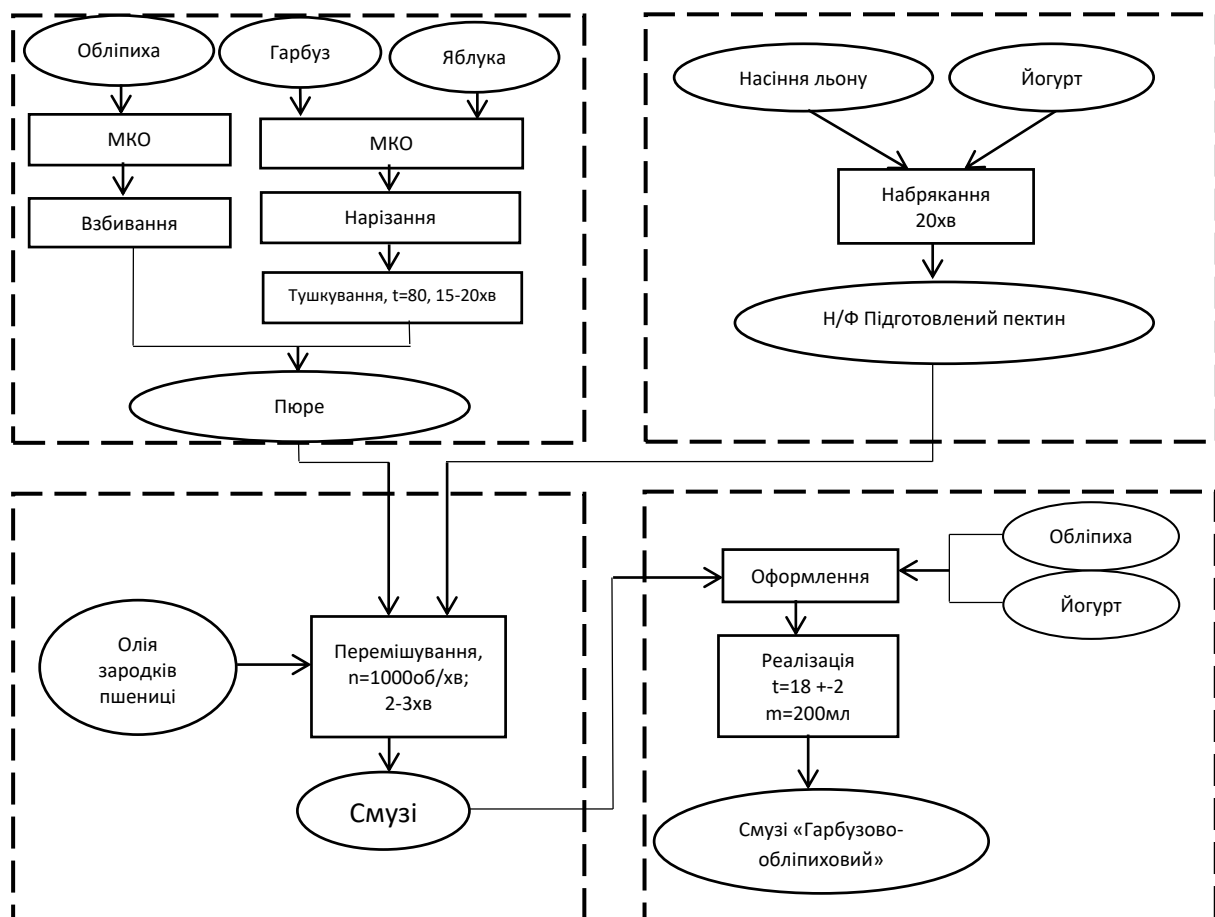 Обліпиха
Гарбуз
Яблука
МКО
МКО
Взбивання
Нарізання
Тушкування, t=80, 15-20хв
Пюре
Насіння льону
Йогурт
Набрякання
20хв
Н/Ф Підготовлений пектин
Олія
зародків
пшениці
Перемішування,
n=1000об/хв;
2-3хв
Смузі
Оформлення
Обліпиха
Йогурт
Реалізація
t=18 +-2
m=200мл
Смузі «Гарбузово-
обліпиховий»